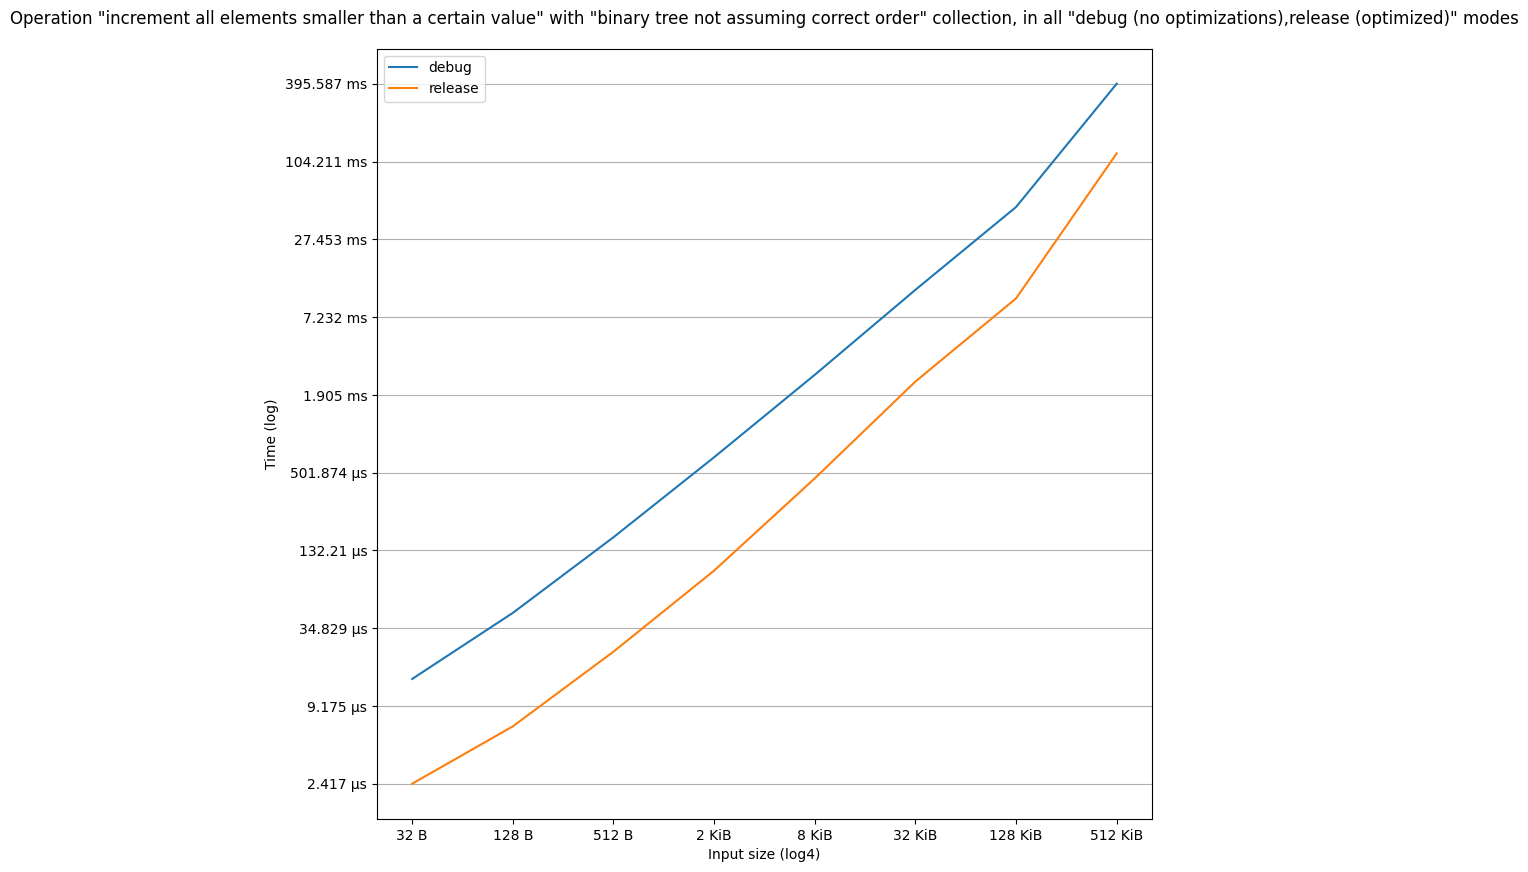 Operation "increment all elements smaller than a certain value" with "binary tree not assuming correct order" collection, in all "debug (no optimizations),release (optimized)" modes
debug
release
395.587 ms
104.211 ms
27.453 ms
7.232 ms
1.905 ms
501.874 µs
132.21 µs
34.829 µs
9.175 µs
2.417 µs
Time (log)
32 B 128 B 512 B 2 KiB 8 KiB 32 KiB 128 KiB 512 KiB
Input size (log4)